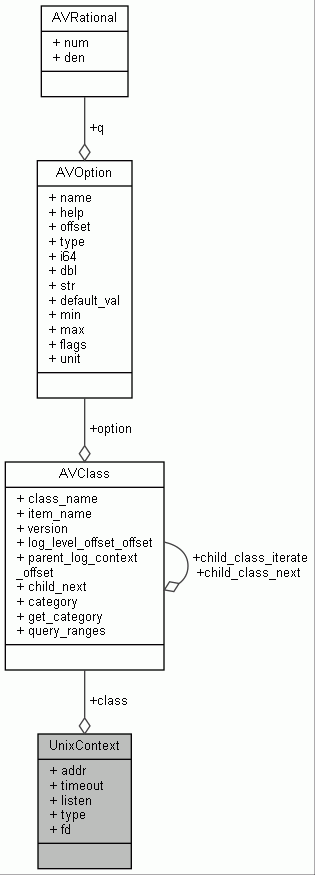 AVRational
+ num
+ den
+q
AVOption
+ name
+ help
+ offset
+ type
+ i64
+ dbl
+ str
+ default_val
+ min
+ max
+ flags
+ unit
+option
AVClass
+ class_name
+ item_name
+ version
+ log_level_offset_offset
+ parent_log_context
_offset
+ child_next
+ category
+ get_category
+ query_ranges
+child_class_iterate
+child_class_next
+class
UnixContext
+ addr
+ timeout
+ listen
+ type
+ fd